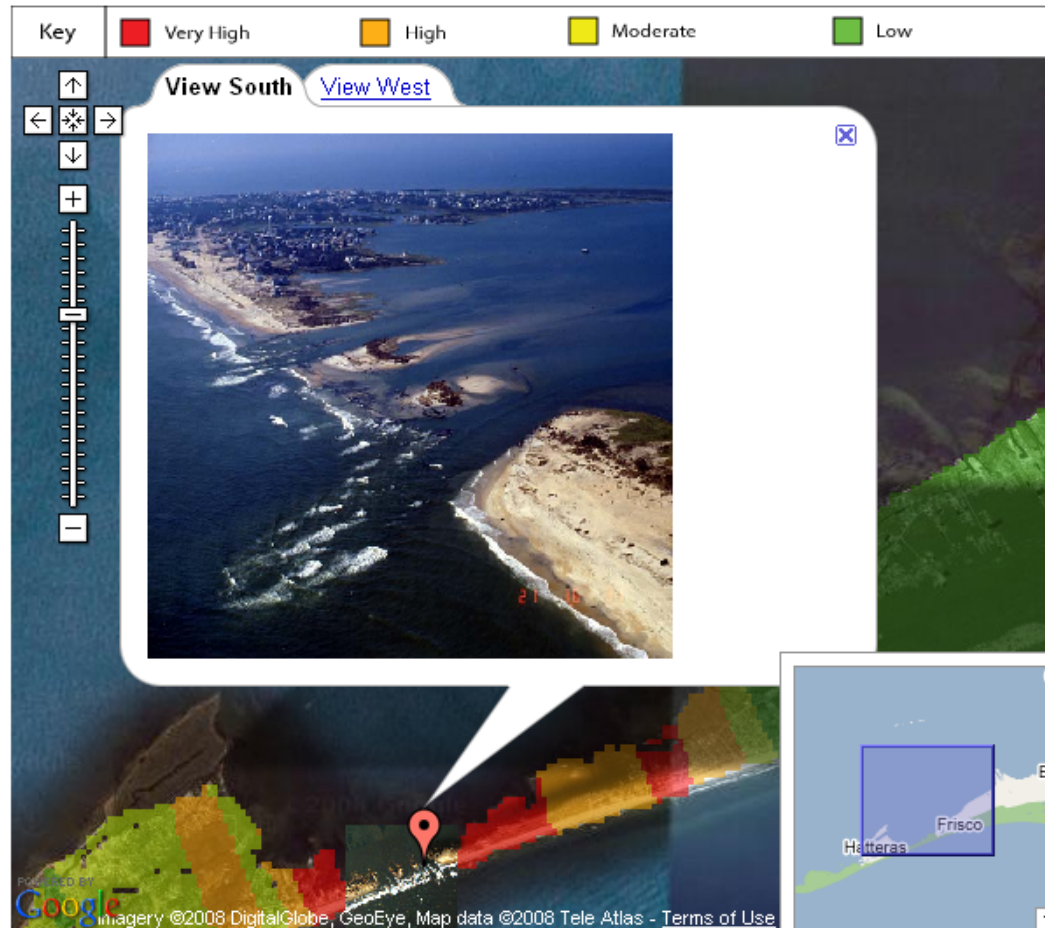 Key
Very High
High
Moderate
Low
View South
View West
Frisco
Hatteras
POWERED BY
Google
Imagery ©2008 DigitalGlobe, GeoEye, Map data ©2008 Tele Atlas - Terms of Use